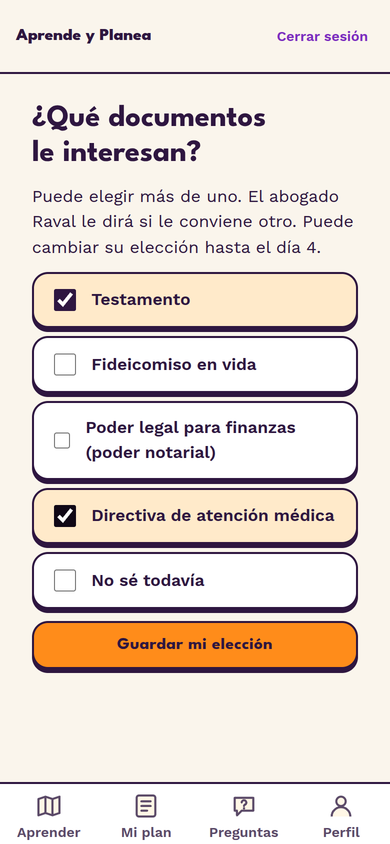 Aprende y Planea
Cerrar sesión
¿Qué documentos
le interesan?
Puede elegir más de uno. El abogado
Raval le dirá si le conviene otro. Puede
cambiar su elección hasta el día 4.
Testamento
Fideicomiso en vida
Poder legal para finanzas
(poder notarial)
Directiva de atención médica
No sé todavía
Guardar mi elección
Aprender
Mi plan
Preguntas
Perfil